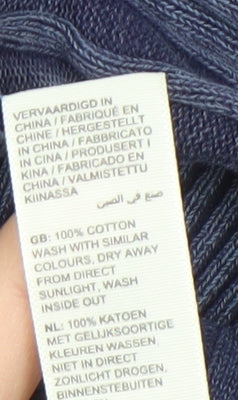 VERVAARDIGD IN
CHINA / FABRIQUÉ EN
CHINE / HERGESTELLT
IN CHINA / FABBRICATO
IN CINA / PRODUSERT I
KINA / FABRICADO EN
CHINA / VALMISTETTU
KIINASSA
صنع في الصين
GB: 100% COTTON
WASH WITH SIMILAR
COLOURS, DRY AWAY
FROM DIRECT
SUNLIGHT, WASH
INSIDE OUT
NL: 100% KATOEN
MET GELIJKSOORTIGE
KLEUREN WASSEN
NIET IN DIRECT
ZONLICHT DROGEN,
BINNENSTEBUITEN